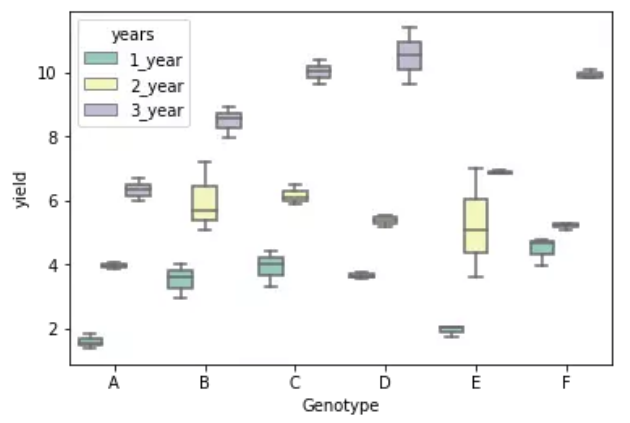 years
1_year
2_year
3_year
10
8
6
4
2
yield
A B C D E F
Genotype